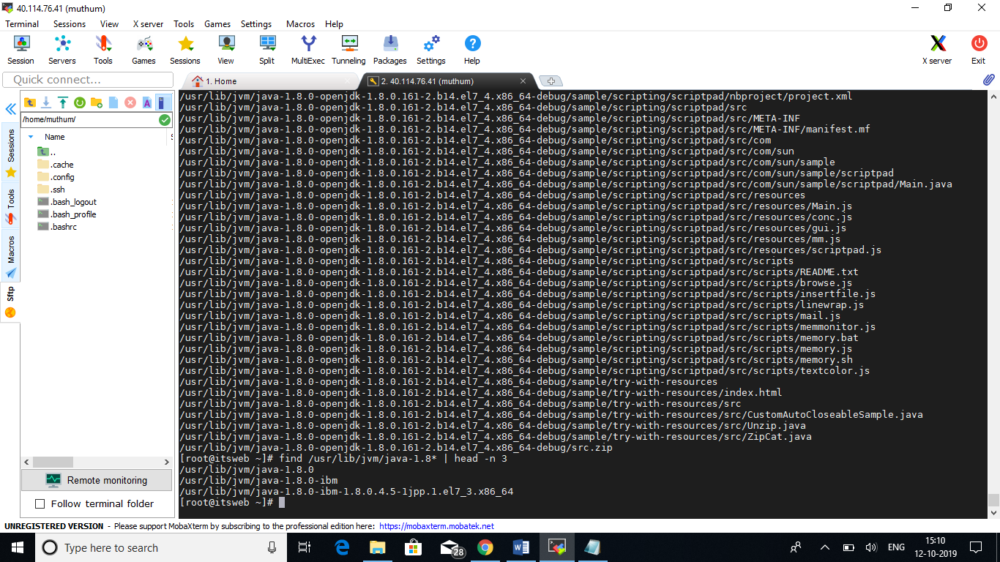 40.114.76.41 (muthum)
Terminal Sessions View X server Tools Games Settings Macros Help
Session Servers Tools Games Sessions View Split MultiExec Tunneling Packages Settings Help X server Exit
Quick connect...
1. Home
2. 40.114.76.41 (muthum)
/home/muthum/
Name
..
.cache
.config
.ssh
.bash_logout
.bash_profile
.bashrc
Sessions
Tools
Macros
Sftp
/usr/lib/jvm/java-1.8.0-openjdk-1.8.0.161-2.b14.el7_4.x86_64-debug/sample/scripting/scriptpad/nbproject/project.xml
/usr/lib/jvm/java-1.8.0-openjdk-1.8.0.161-2.b14.el7_4.x86_64-debug/sample/scripting/scriptpad/src
/usr/lib/jvm/java-1.8.0-openjdk-1.8.0.161-2.b14.el7_4.x86_64-debug/sample/scripting/scriptpad/src/META-INF
/usr/lib/jvm/java-1.8.0-openjdk-1.8.0.161-2.b14.el7_4.x86_64-debug/sample/scripting/scriptpad/src/META-INF/manifest.mf
/usr/lib/jvm/java-1.8.0-openjdk-1.8.0.161-2.b14.el7_4.x86_64-debug/sample/scripting/scriptpad/src/com
/usr/lib/jvm/java-1.8.0-openjdk-1.8.0.161-2.b14.el7_4.x86_64-debug/sample/scripting/scriptpad/src/com/sun
/usr/lib/jvm/java-1.8.0-openjdk-1.8.0.161-2.b14.el7_4.x86_64-debug/sample/scripting/scriptpad/src/com/sun/sample
/usr/lib/jvm/java-1.8.0-openjdk-1.8.0.161-2.b14.el7_4.x86_64-debug/sample/scripting/scriptpad/src/com/sun/sample/scriptpad
/usr/lib/jvm/java-1.8.0-openjdk-1.8.0.161-2.b14.el7_4.x86_64-debug/sample/scripting/scriptpad/src/com/sun/sample/scriptpad/Main.java
/usr/lib/jvm/java-1.8.0-openjdk-1.8.0.161-2.b14.el7_4.x86_64-debug/sample/scripting/scriptpad/src/resources
/usr/lib/jvm/java-1.8.0-openjdk-1.8.0.161-2.b14.el7_4.x86_64-debug/sample/scripting/scriptpad/src/resources/Main.js
/usr/lib/jvm/java-1.8.0-openjdk-1.8.0.161-2.b14.el7_4.x86_64-debug/sample/scripting/scriptpad/src/resources/conc.js
/usr/lib/jvm/java-1.8.0-openjdk-1.8.0.161-2.b14.el7_4.x86_64-debug/sample/scripting/scriptpad/src/resources/gui.js
/usr/lib/jvm/java-1.8.0-openjdk-1.8.0.161-2.b14.el7_4.x86_64-debug/sample/scripting/scriptpad/src/resources/mm.js
/usr/lib/jvm/java-1.8.0-openjdk-1.8.0.161-2.b14.el7_4.x86_64-debug/sample/scripting/scriptpad/src/resources/scriptpad.js
/usr/lib/jvm/java-1.8.0-openjdk-1.8.0.161-2.b14.el7_4.x86_64-debug/sample/scripting/scriptpad/src/scripts
/usr/lib/jvm/java-1.8.0-openjdk-1.8.0.161-2.b14.el7_4.x86_64-debug/sample/scripting/scriptpad/src/scripts/README.txt
/usr/lib/jvm/java-1.8.0-openjdk-1.8.0.161-2.b14.el7_4.x86_64-debug/sample/scripting/scriptpad/src/scripts/browse.js
/usr/lib/jvm/java-1.8.0-openjdk-1.8.0.161-2.b14.el7_4.x86_64-debug/sample/scripting/scriptpad/src/scripts/insertfile.js
/usr/lib/jvm/java-1.8.0-openjdk-1.8.0.161-2.b14.el7_4.x86_64-debug/sample/scripting/scriptpad/src/scripts/linewrap.js
/usr/lib/jvm/java-1.8.0-openjdk-1.8.0.161-2.b14.el7_4.x86_64-debug/sample/scripting/scriptpad/src/scripts/mail.js
/usr/lib/jvm/java-1.8.0-openjdk-1.8.0.161-2.b14.el7_4.x86_64-debug/sample/scripting/scriptpad/src/scripts/memmonitor.js
/usr/lib/jvm/java-1.8.0-openjdk-1.8.0.161-2.b14.el7_4.x86_64-debug/sample/scripting/scriptpad/src/scripts/memory.bat
/usr/lib/jvm/java-1.8.0-openjdk-1.8.0.161-2.b14.el7_4.x86_64-debug/sample/scripting/scriptpad/src/scripts/memory.js
/usr/lib/jvm/java-1.8.0-openjdk-1.8.0.161-2.b14.el7_4.x86_64-debug/sample/scripting/scriptpad/src/scripts/memory.sh
/usr/lib/jvm/java-1.8.0-openjdk-1.8.0.161-2.b14.el7_4.x86_64-debug/sample/scripting/scriptpad/src/scripts/textcolor.js
/usr/lib/jvm/java-1.8.0-openjdk-1.8.0.161-2.b14.el7_4.x86_64-debug/sample/try-with-resources
/usr/lib/jvm/java-1.8.0-openjdk-1.8.0.161-2.b14.el7_4.x86_64-debug/sample/try-with-resources/index.html
/usr/lib/jvm/java-1.8.0-openjdk-1.8.0.161-2.b14.el7_4.x86_64-debug/sample/try-with-resources/src
/usr/lib/jvm/java-1.8.0-openjdk-1.8.0.161-2.b14.el7_4.x86_64-debug/sample/try-with-resources/src/CustomAutoCloseableSample.java
/usr/lib/jvm/java-1.8.0-openjdk-1.8.0.161-2.b14.el7_4.x86_64-debug/sample/try-with-resources/src/Unzip.java
/usr/lib/jvm/java-1.8.0-openjdk-1.8.0.161-2.b14.el7_4.x86_64-debug/sample/try-with-resources/src/ZipCat.java
/usr/lib/jvm/java-1.8.0-openjdk-1.8.0.161-2.b14.el7_4.x86_64-debug/src.zip
[root@itsweb ~]# find /usr/lib/jvm/java-1.8* | head -n 3
/usr/lib/jvm/java-1.8.0
/usr/lib/jvm/java-1.8.0-ibm
/usr/lib/jvm/java-1.8.0-ibm-1.8.0.4.5-1jpp.1.el7_3.x86_64
[root@itsweb ~]#
Remote monitoring
Follow terminal folder
UNREGISTERED VERSION - Please support MobaXterm by subscribing to the professional edition here: https://mobaxterm.mobatek.net
Type here to search
28
ENG
15:10
12-10-2019